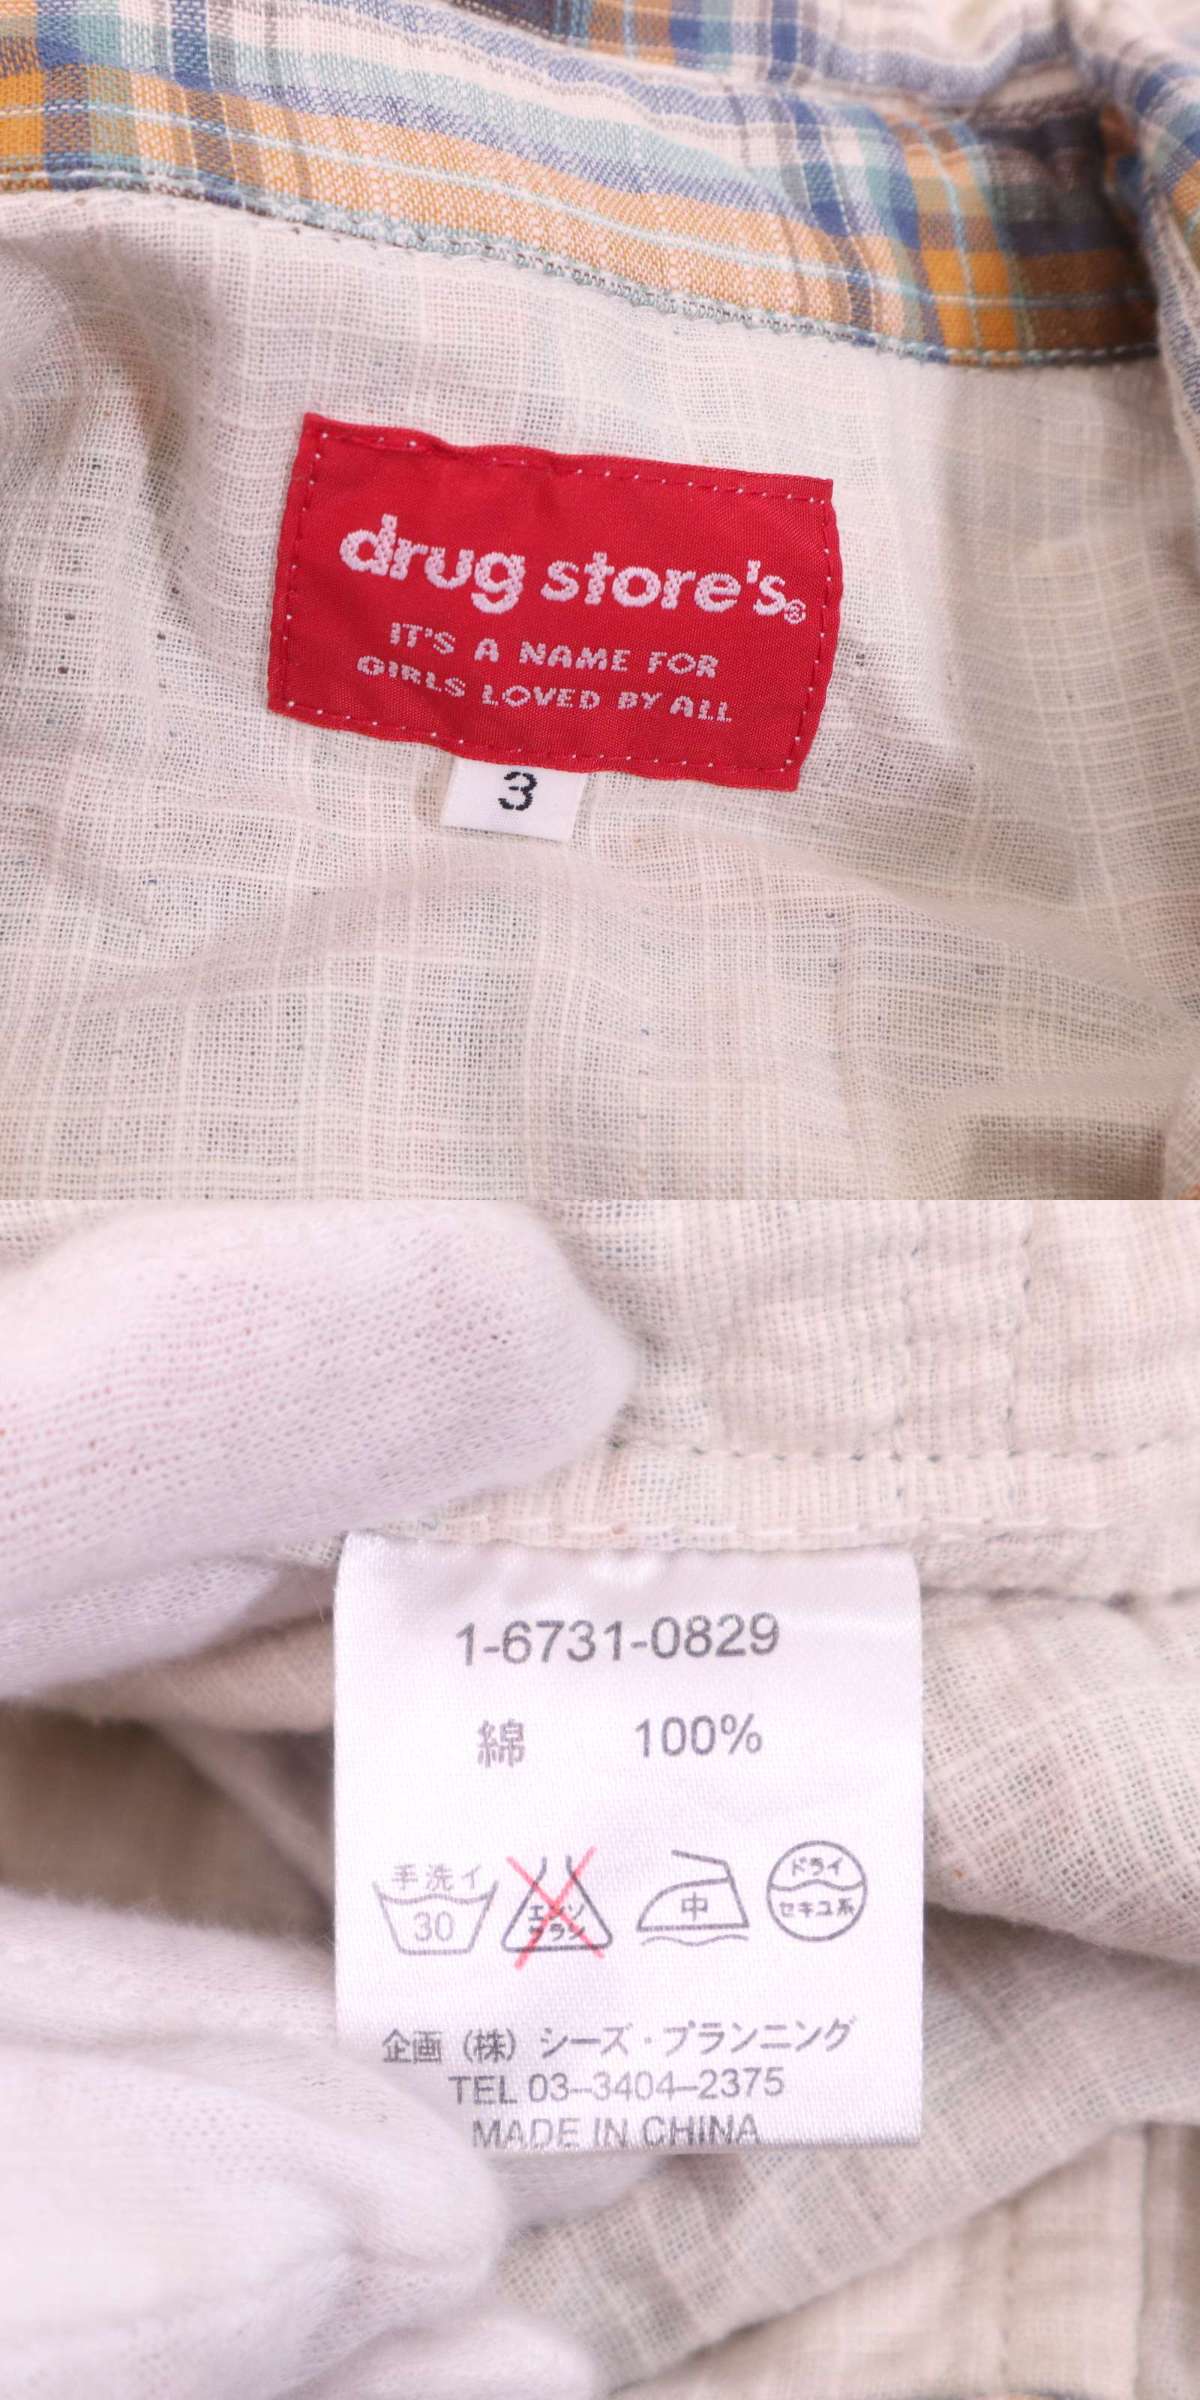 drug store's®
IT'S A NAME FOR
GIRLS LOVED BY ALL
3
1-6731-0829
綿 100%
手洗イ
30
エンソ
サラシ
中
ドライ
セキユ系
企画 (株) シーズ・プランニング
TEL 03-3404-2375
MADE IN CHINA